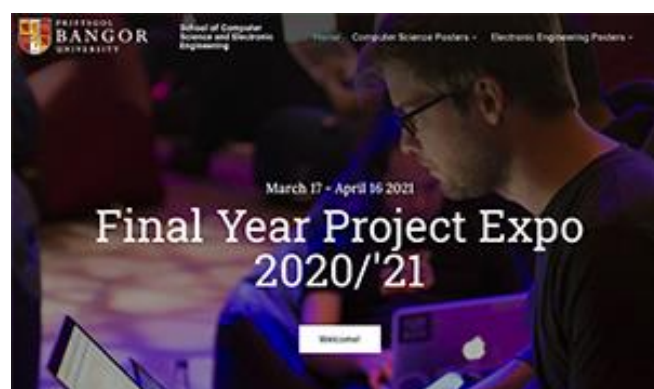 PRIFYSGOL
BANGOR
UNIVERSITY
School of Computer
Science and Electronic
Engineering
Home
Computer Science Posters
Electronic Engineering Posters
March 17 - April 16 2021
Final Year Project Expo
2020/'21
Welcome!